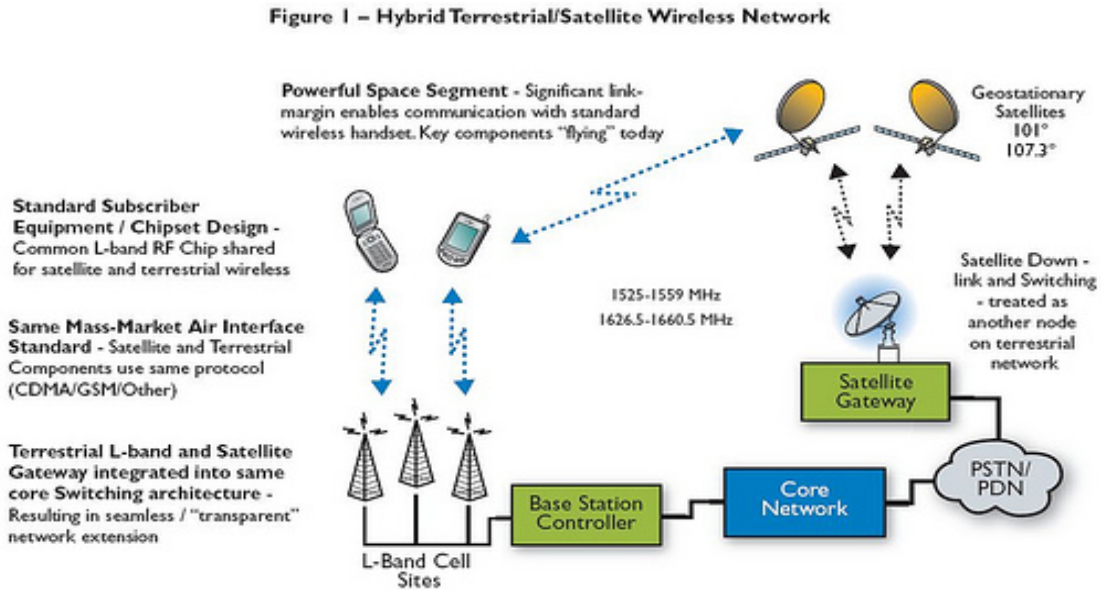 Figure 1 – Hybrid Terrestrial/Satellite Wireless Network
Powerful Space Segment - Significant link-
margin enables communication with standard
wireless handset. Key components "flying" today
Geostationary
Satellites
101°
107.3°
Standard Subscriber
Equipment / Chipset Design -
Common L-band RF Chip shared
for satellite and terrestrial wireless
Satellite Down -
link and Switching
- treated as
another node
on terrestrial
network
1525-1559 MHz
1626.5-1660.5 MHz
Same Mass-Market Air Interface
Standard - Satellite and Terrestrial
Components use same protocol
(CDMA/GSM/Other)
Satellite
Gateway
Terrestrial L-band and Satellite
Gateway integrated into same
core Switching architecture -
Resulting in seamless / "transparent"
network extension
PSTN/
PDN
Core
Network
Base Station
Controller
L-Band Cell
Sites